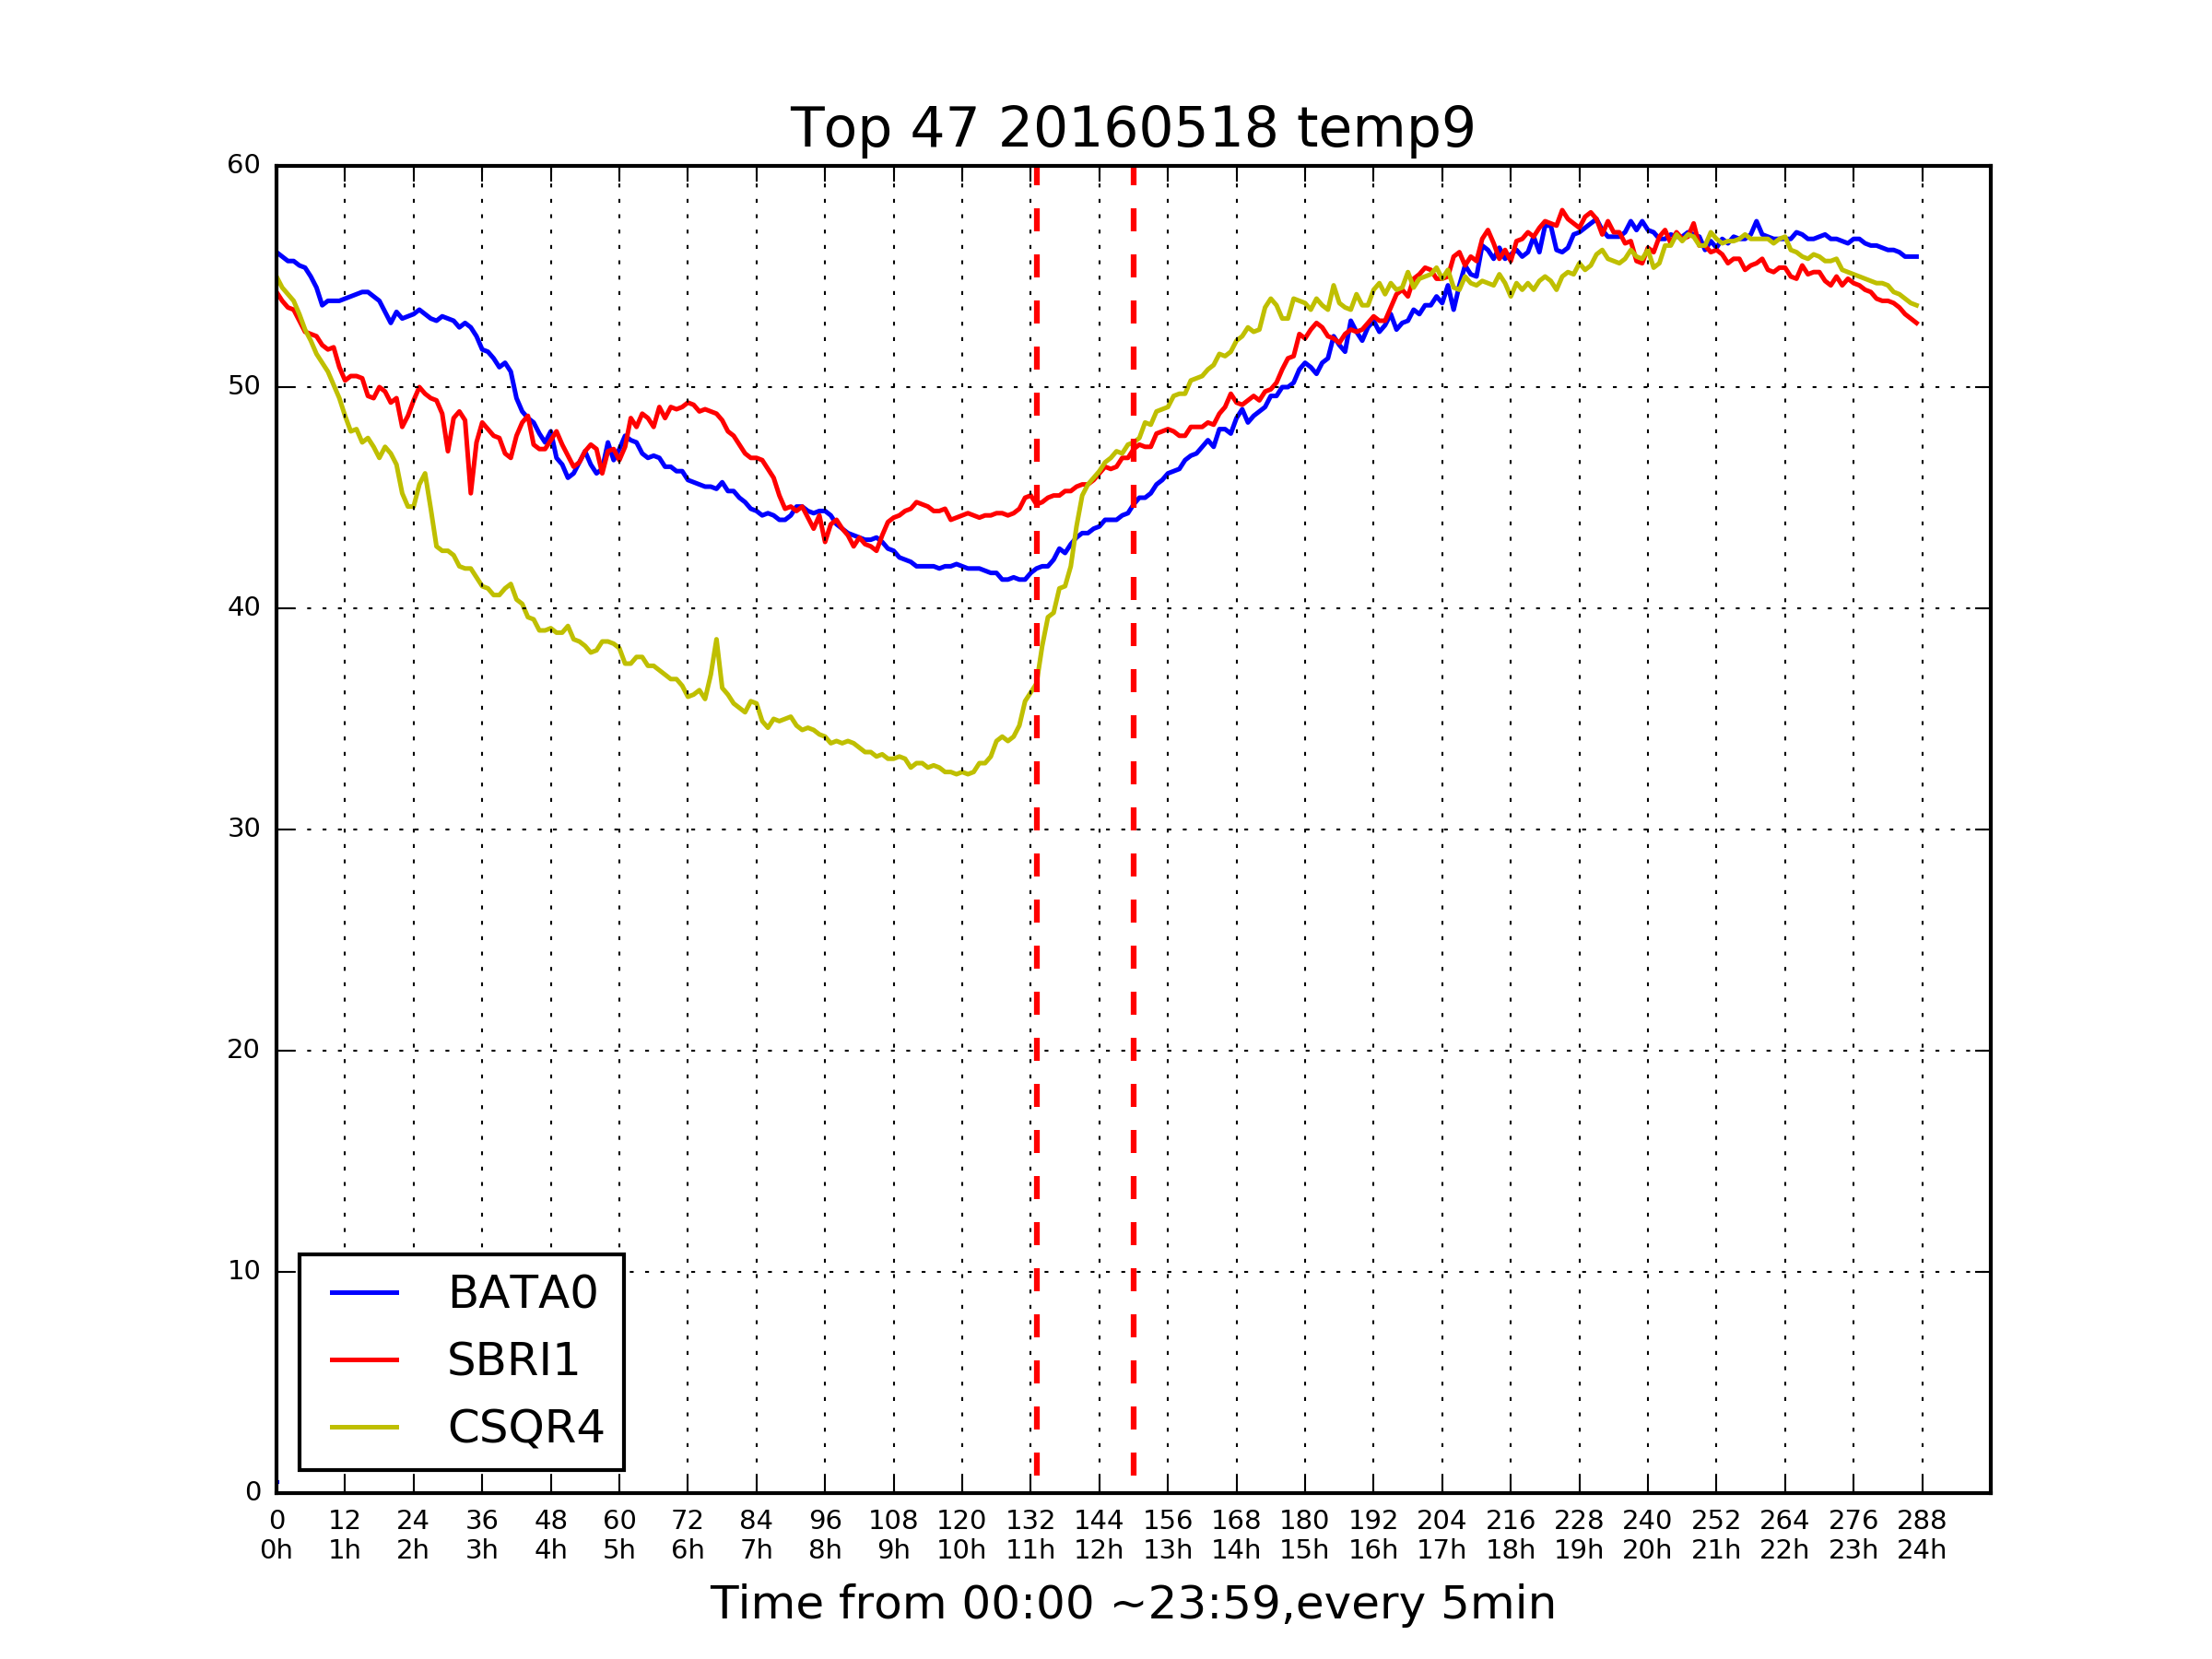 Top 47 20160518 temp9
60
50
40
30
20
10
0
BATA0
SBRI1
CSQR4
0 12 24 36 48 60 72 84 96 108 120 132 144 156 168 180 192 204 216 228 240 252 264 276 288
0h 1h 2h 3h 4h 5h 6h 7h 8h 9h 10h 11h 12h 13h 14h 15h 16h 17h 18h 19h 20h 21h 22h 23h 24h
Time from 00:00 ~23:59,every 5min